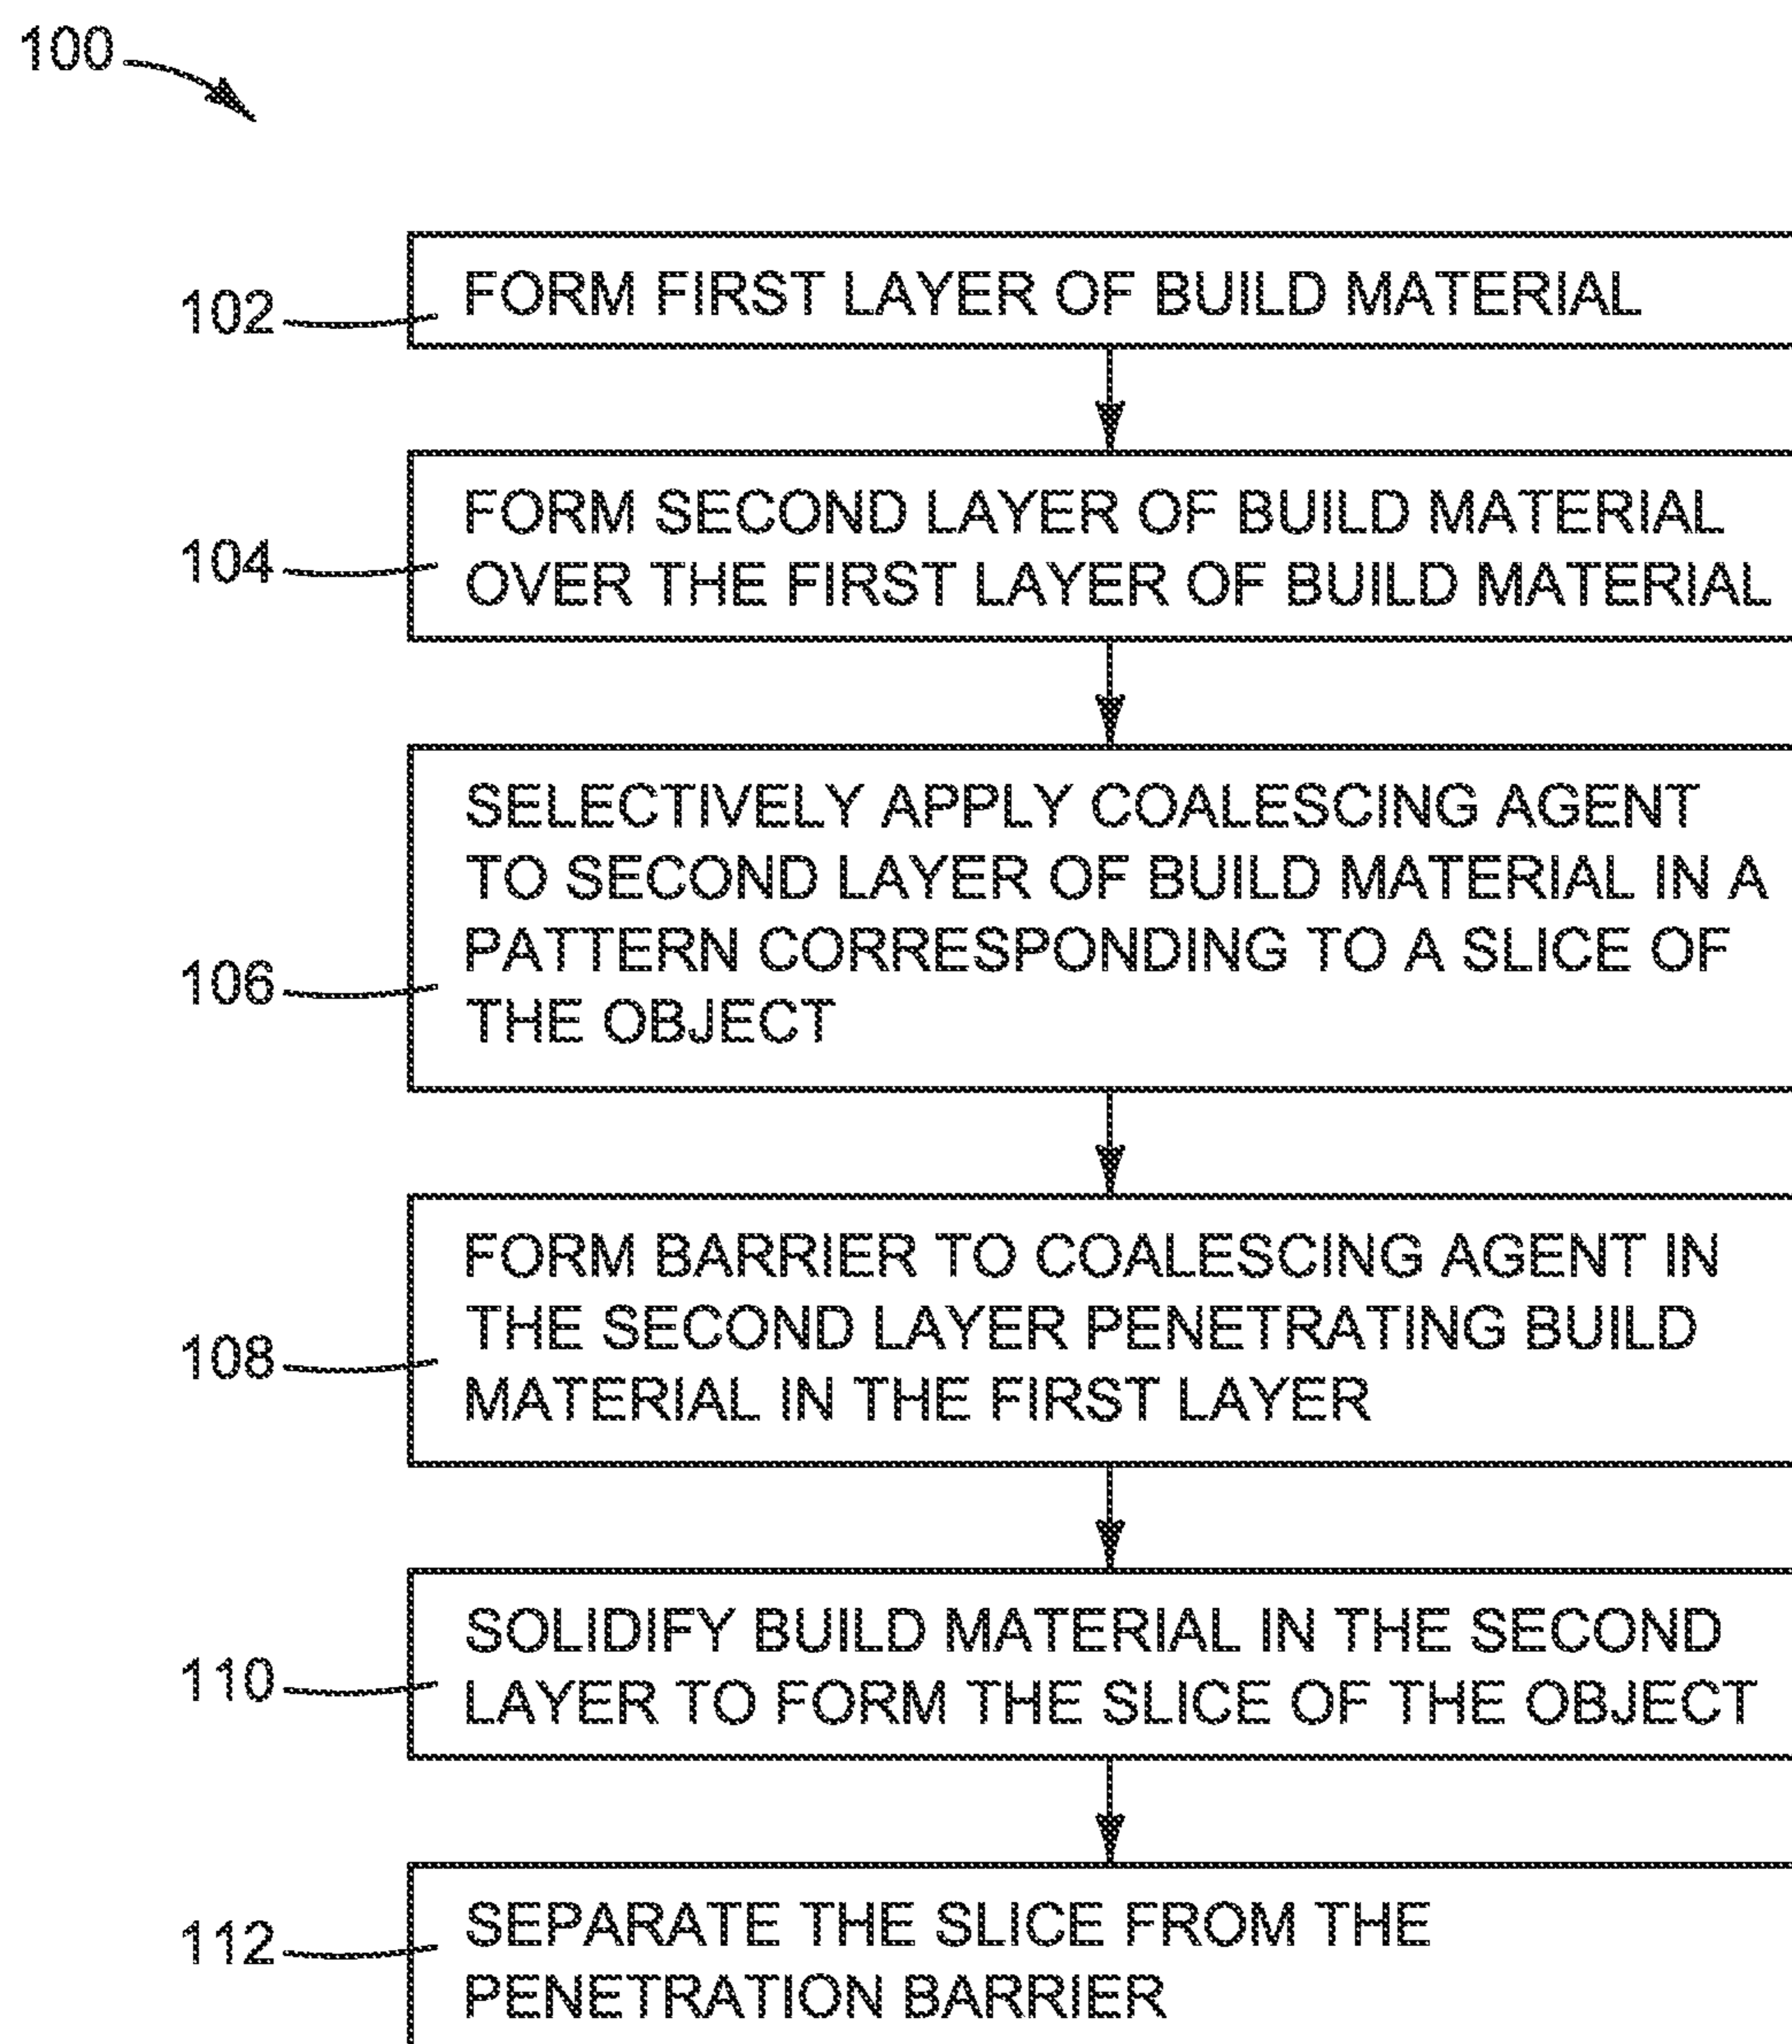 100
102
FORM FIRST LAYER OF BUILD MATERIAL
104
FORM SECOND LAYER OF BUILD MATERIAL
OVER THE FIRST LAYER OF BUILD MATERIAL
106
SELECTIVELY APPLY COALESCING AGENT
TO SECOND LAYER OF BUILD MATERIAL IN A
PATTERN CORRESPONDING TO A SLICE OF
THE OBJECT
108
FORM BARRIER TO COALESCING AGENT IN
THE SECOND LAYER PENETRATING BUILD
MATERIAL IN THE FIRST LAYER
110
SOLIDIFY BUILD MATERIAL IN THE SECOND
LAYER TO FORM THE SLICE OF THE OBJECT
112
SEPARATE THE SLICE FROM THE
PENETRATION BARRIER